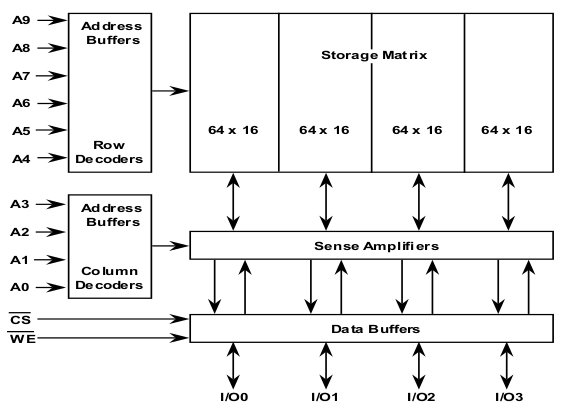 A9
A8
A7
A6
A5
A4
Address
Buffers
Row
Decoders
Storage Matrix
64 x 16
64 x 16
64 x 16
64 x 16
A3
A2
A1
A0
Address
Buffers
Column
Decoders
Sense Amplifiers
CS
WE
Data Buffers
I/O0
I/O1
I/O2
I/O3